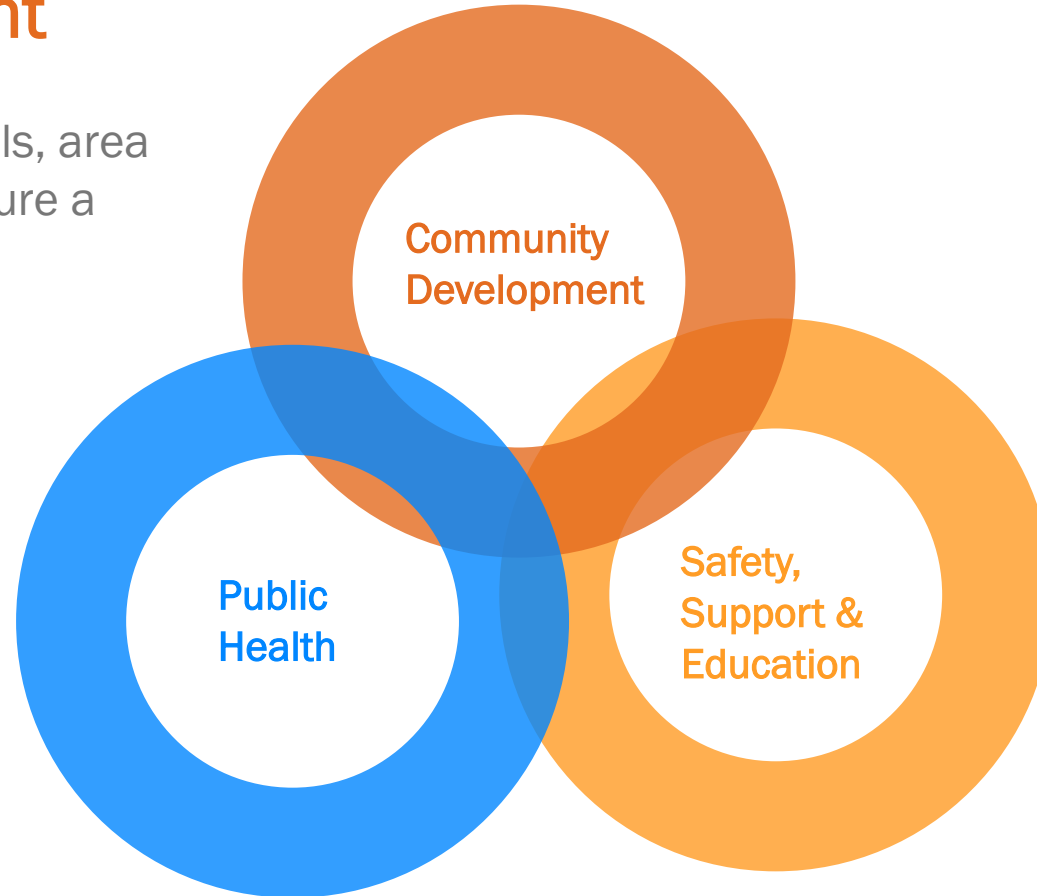 nt
ls, area
ure a
Community
Development
Public
Health
Safety,
Support &
Education